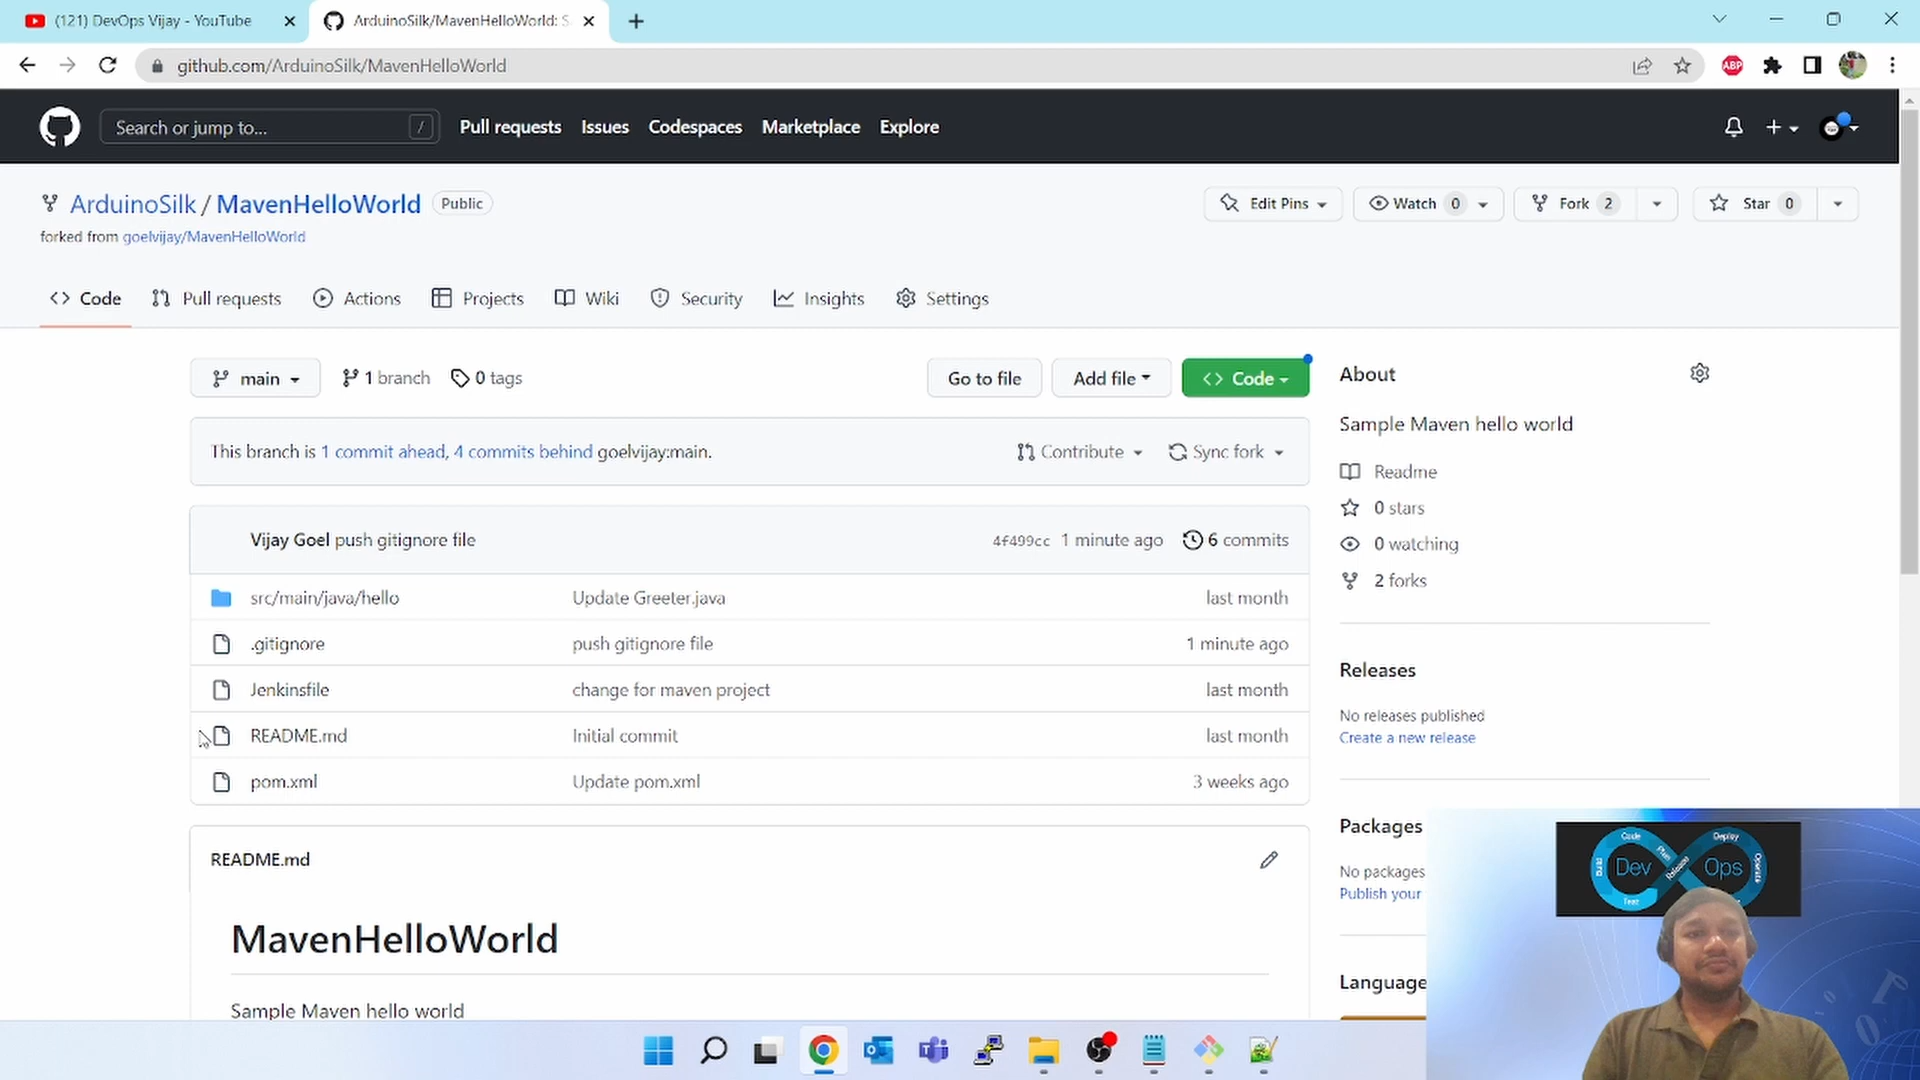 (121) DevOps Vijay - YouTube
ArduinoSilk/MavenHelloWorld: S
github.com/ArduinoSilk/MavenHelloWorld
ABP
Search or jump to...
/
Pull requests
Issues
Codespaces
Marketplace
Explore
ArduinoSilk / MavenHelloWorld
Public
forked from goelvijay/MavenHelloWorld
Edit Pins
Watch 0
Fork 2
Star 0
Code
Pull requests
Actions
Projects
Wiki
Security
Insights
Settings
main
1 branch
0 tags
Go to file
Add file
Code
This branch is 1 commit ahead, 4 commits behind goelvijay:main.
Contribute
Sync fork
Vijay Goel push gitignore file
4f499cc 1 minute ago
6 commits
src/main/java/hello
Update Greeter.java
last month
.gitignore
push gitignore file
1 minute ago
Jenkinsfile
change for maven project
last month
README.md
Initial commit
last month
pom.xml
Update pom.xml
3 weeks ago
README.md
MavenHelloWorld
Sample Maven hello world
About
Sample Maven hello world
Readme
0 stars
0 watching
2 forks
Releases
No releases published
Create a new release
Packages
No packages
Publish your
Language
Code
Deploy
Plan
Dev
Release
Ops
Operate
Test